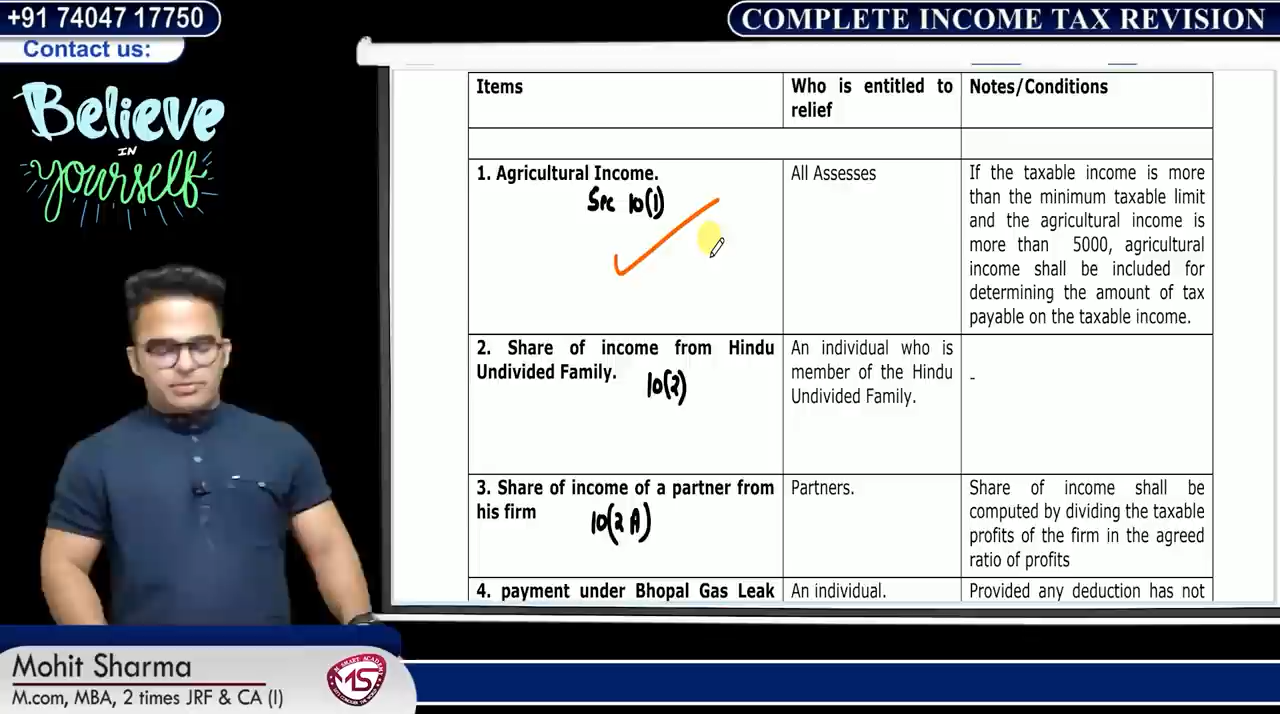 +91 74047 17750
Contact us:
COMPLETE INCOME TAX REVISION
Believe
IN
yourself
Items
Who is entitled to
relief
Notes/Conditions
1. Agricultural Income.
Sec 10(1)
All Assesses
If the taxable income is more
than the minimum taxable limit
and the agricultural income is
more than 5000, agricultural
income shall be included for
determining the amount of tax
payable on the taxable income.
2. Share of income from Hindu
Undivided Family.
10(2)
An individual who is
member of the Hindu
Undivided Family.
-
3. Share of income of a partner from
his firm
10(2A)
Partners.
Share of income shall be
computed by dividing the taxable
profits of the firm in the agreed
ratio of profits
4. payment under Bhopal Gas Leak
An individual.
Provided any deduction has not
Mohit Sharma
M.com, MBA, 2 times JRF & CA (I)
M SMART ACADEMY
MS